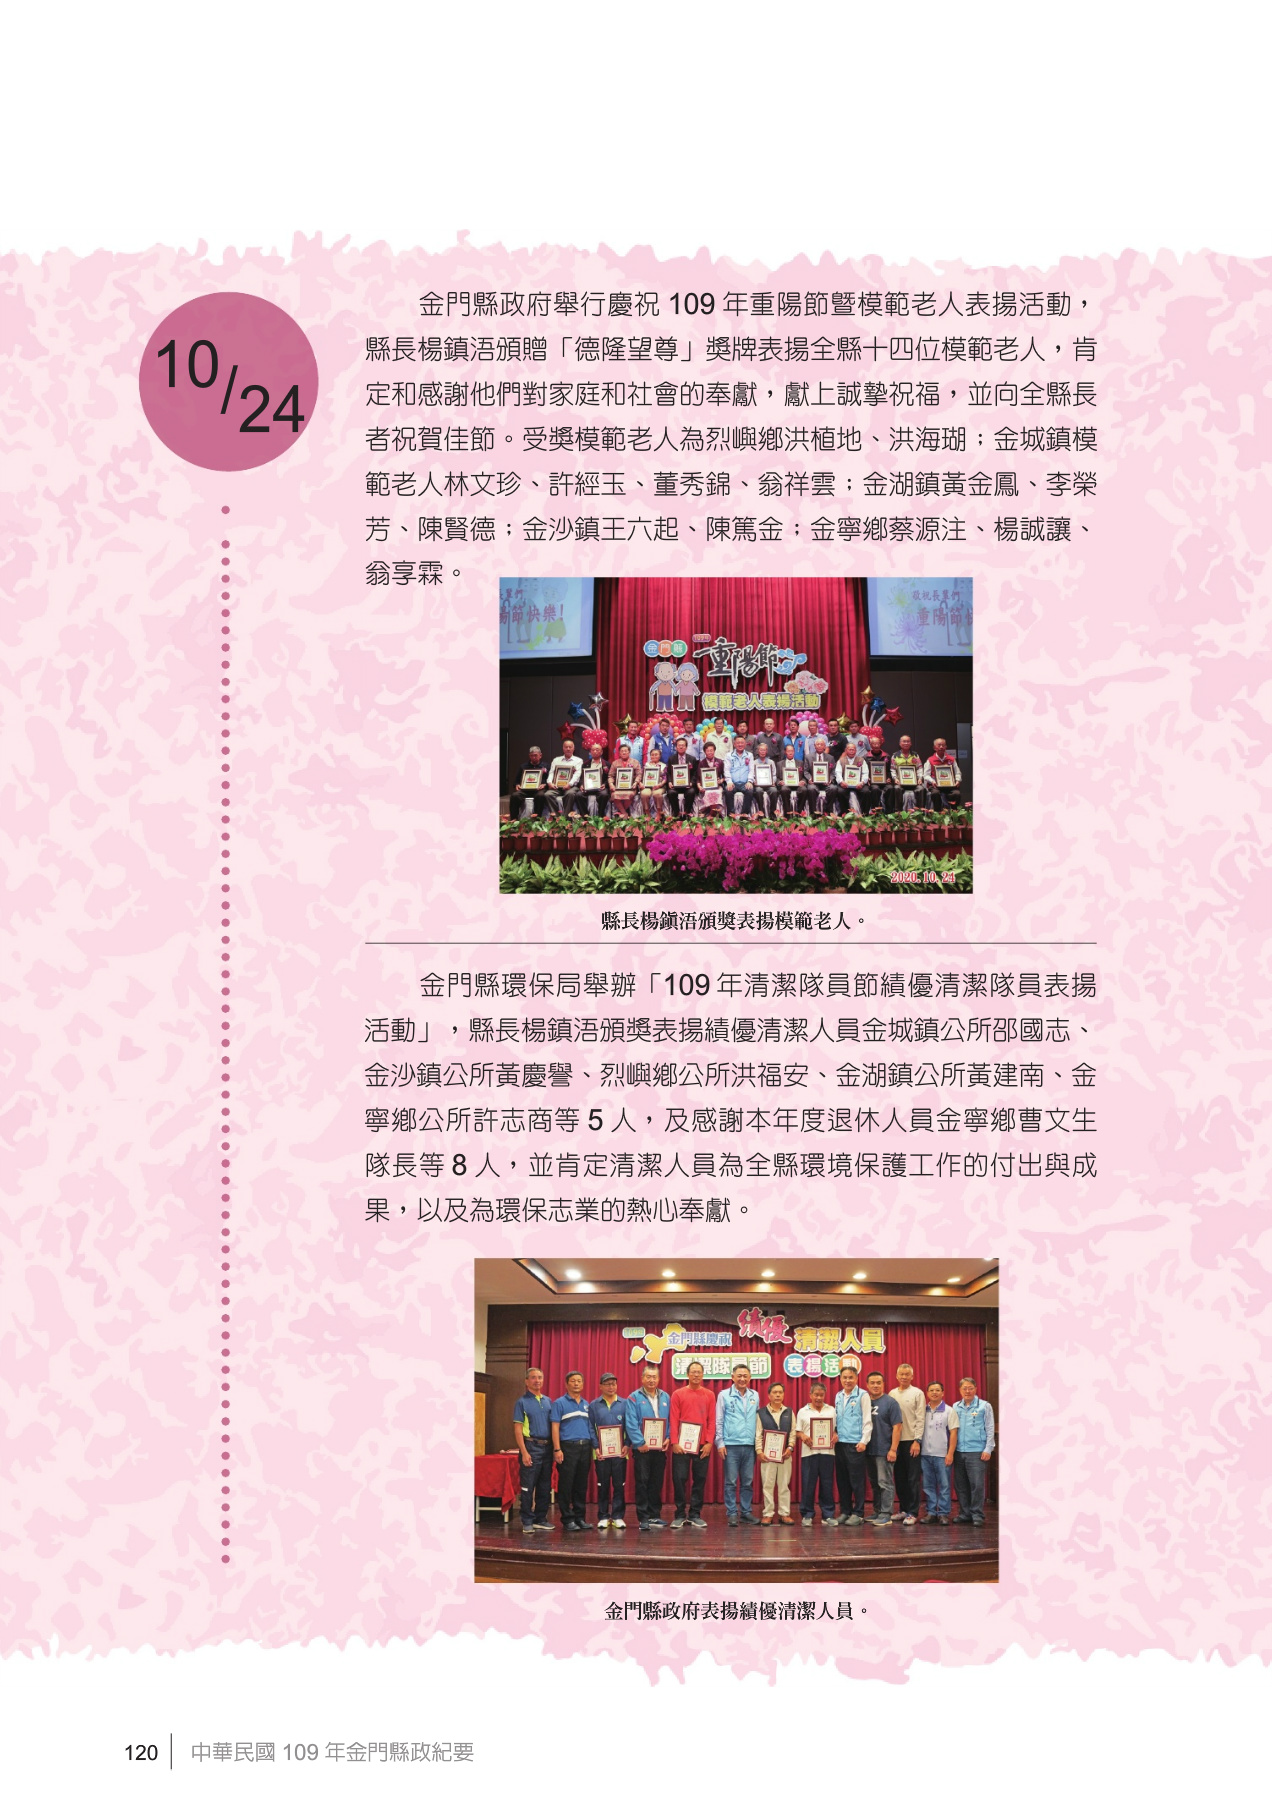 10/24
金門縣政府舉行慶祝 109 年重陽節暨模範老人表揚活動，
縣長楊鎮浯頒贈「德隆望尊」獎牌表揚全縣十四位模範老人，肯
定和感謝他們對家庭和社會的奉獻，獻上誠摯祝福，並向全縣長
者祝賀佳節。受獎模範老人為烈嶼鄉洪植地、洪海瑚；金城鎮模
範老人林文珍、許經玉、董秀錦、翁祥雲；金湖鎮黃金鳳、李榮
芳、陳賢德；金沙鎮王六起、陳篤金；金寧鄉蔡源注、楊誠讓、
翁享霖。
長輩們
節快樂！
敬祝長輩們
重陽節快
金門縣
重陽節
模範老人表揚活動
2020.10.24
縣長楊鎮浯頒獎表揚模範老人。
金門縣環保局舉辦「109 年清潔隊員節績優清潔隊員表揚
活動」，縣長楊鎮浯頒獎表揚績優清潔人員金城鎮公所邵國志、
金沙鎮公所黃慶譽、烈嶼鄉公所洪福安、金湖鎮公所黃建南、金
寧鄉公所許志商等 5 人，及感謝本年度退休人員金寧鄉曹文生
隊長等 8 人，並肯定清潔人員為全縣環境保護工作的付出與成
果，以及為環保志業的熱心奉獻。
金門縣慶祝 績優 清潔人員
清潔隊員節 表揚活動
金門縣政府表揚績優清潔人員。
120 中華民國 109 年金門縣政紀要